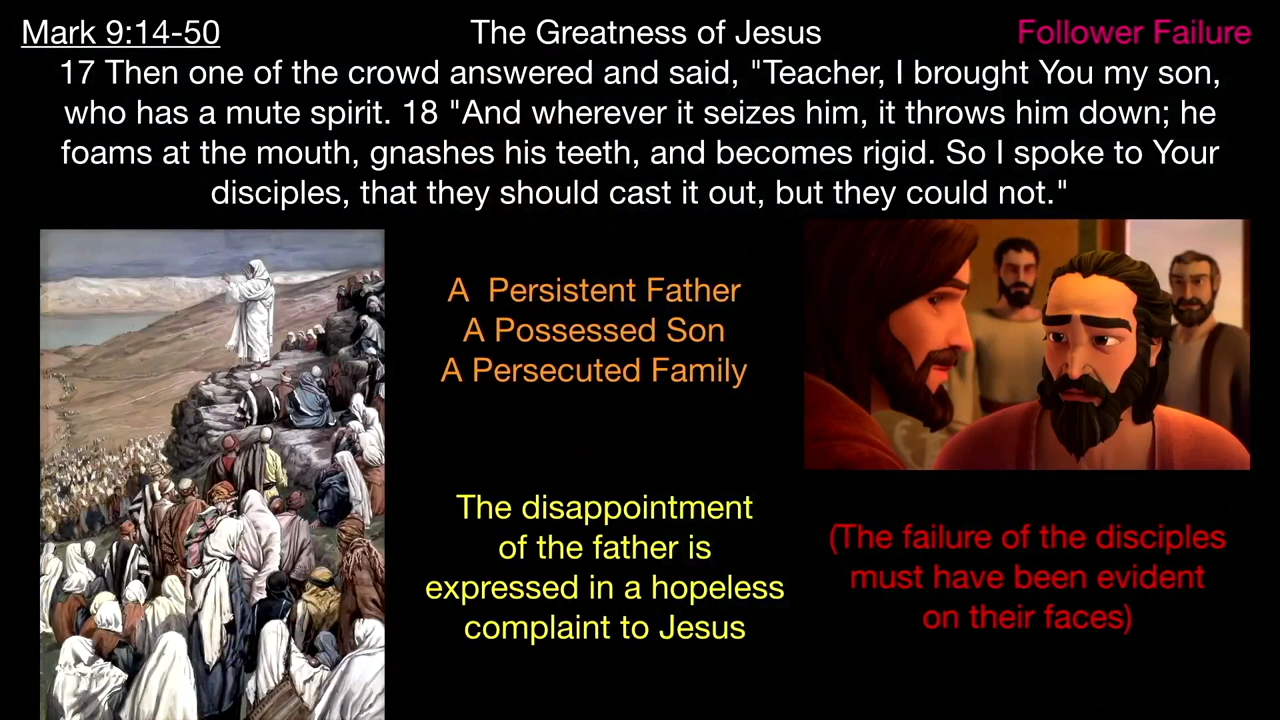 Mark 9:14-50 The Greatness of Jesus Follower Failure
17 Then one of the crowd answered and said, "Teacher, I brought You my son,
who has a mute spirit. 18 "And wherever it seizes him, it throws him down; he
foams at the mouth, gnashes his teeth, and becomes rigid. So I spoke to Your
disciples, that they should cast it out, but they could not."
A  Persistent Father
A Possessed Son
A Persecuted Family
The disappointment
of the father is
expressed in a hopeless
complaint to Jesus
(The failure of the disciples
must have been evident
on their faces)